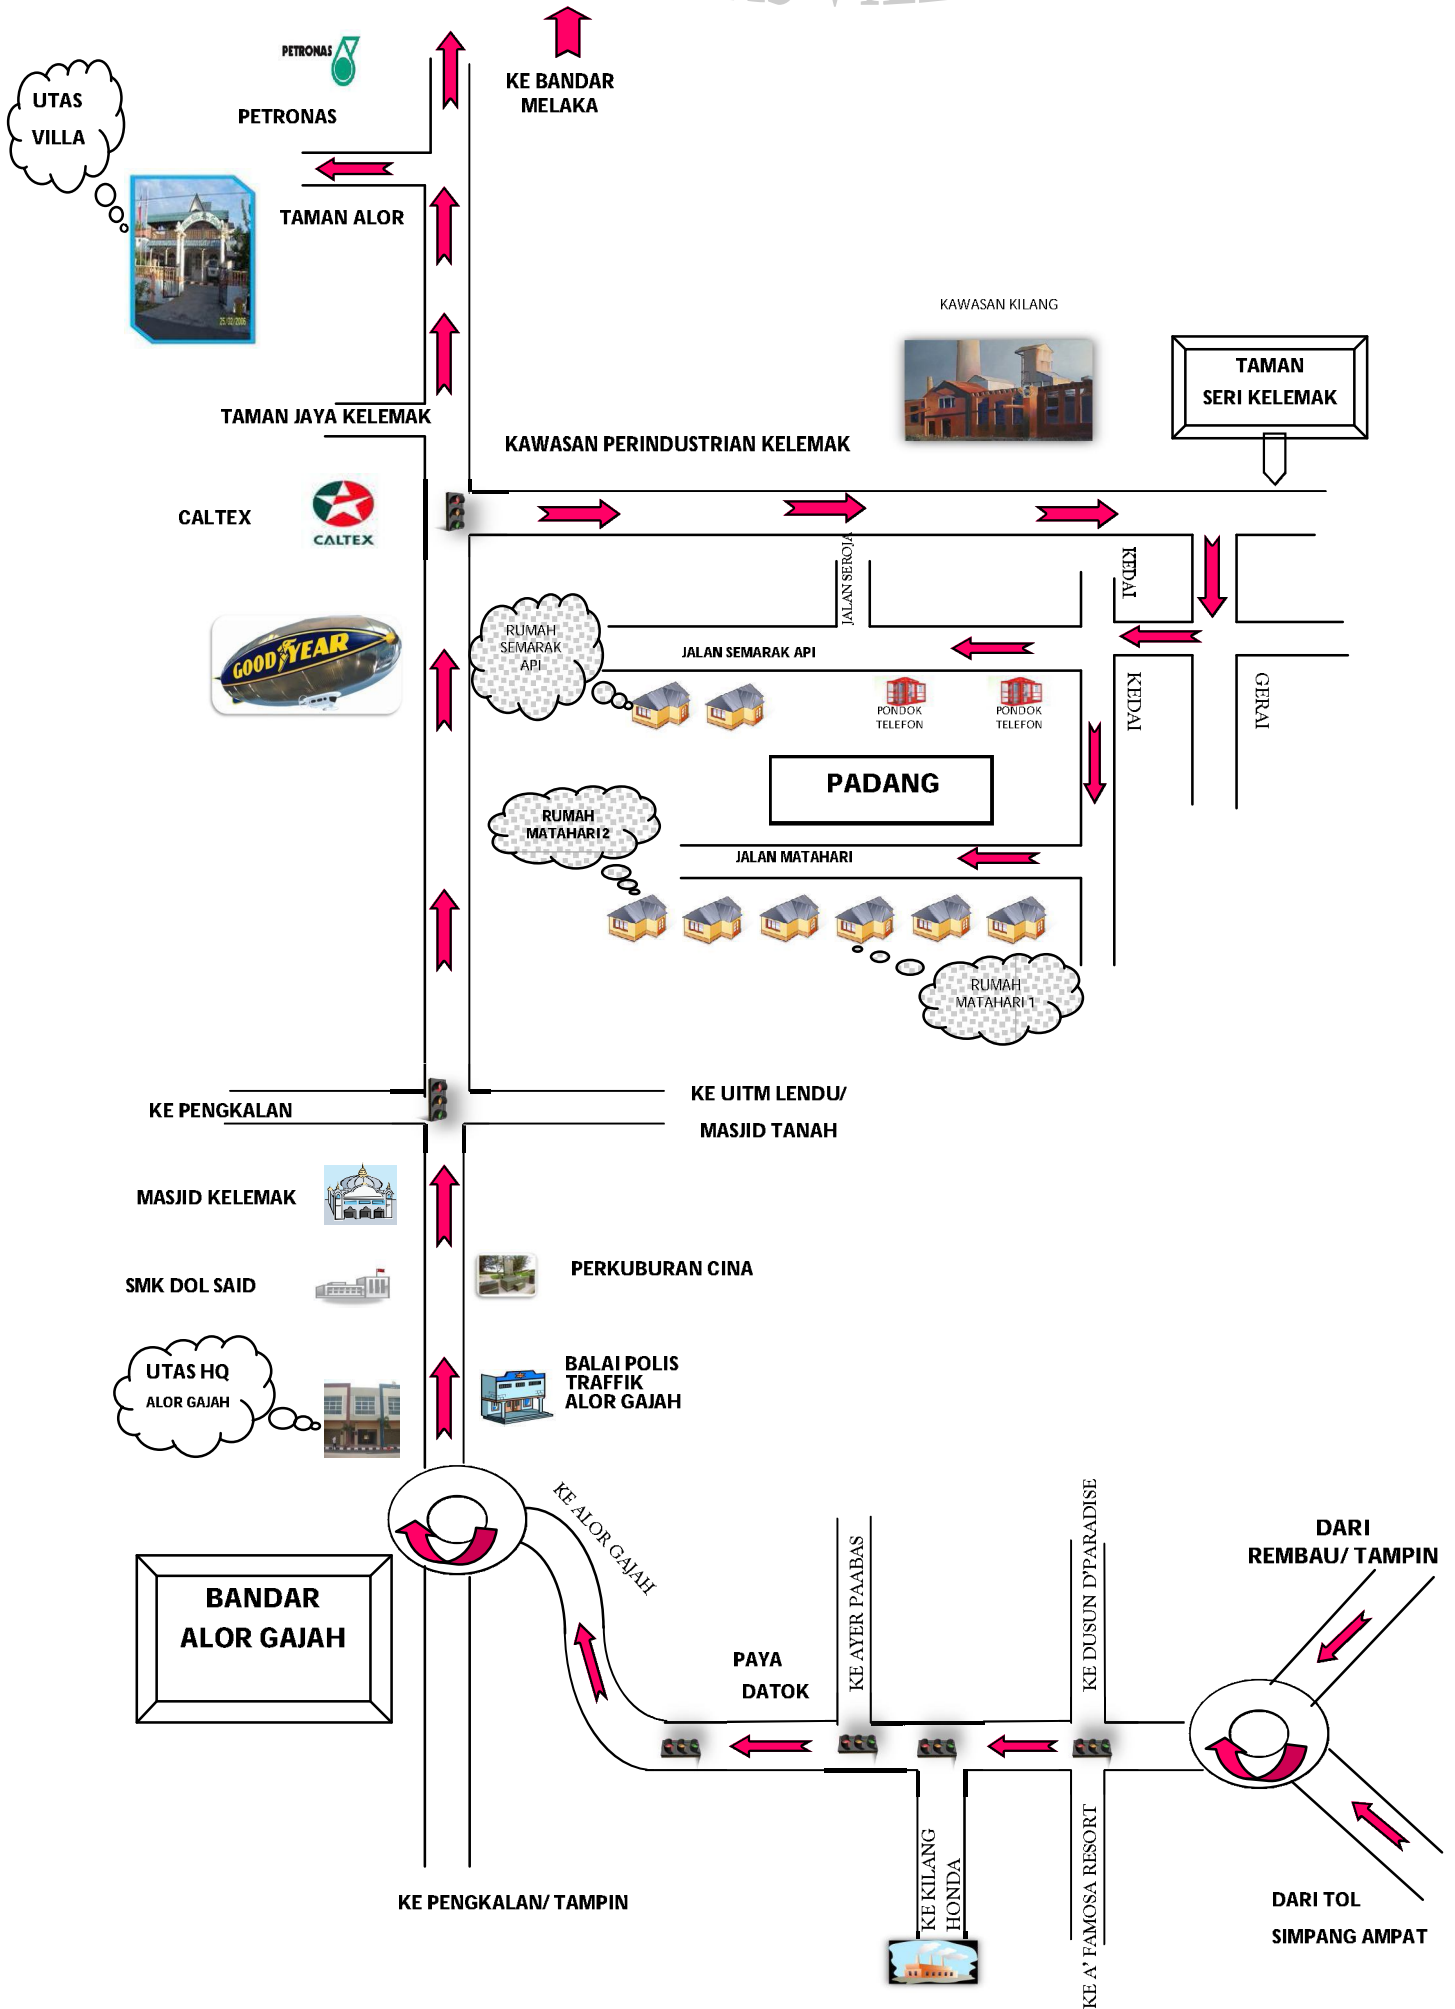 PETRONAS
KE BANDAR
MELAKA
UTAS
VILLA
PETRONAS
TAMAN ALOR
25/02/2006
KAWASAN KILANG
TAMAN
SERI KELEMAK
TAMAN JAYA KELEMAK
KAWASAN PERINDUSTRIAN KELEMAK
CALTEX
CALTEX
JALAN SEROJA
KEDAI
GOODYEAR
RUMAH
SEMARAK
API
JALAN SEMARAK API
KEDAI
GERAI
PONDOK
TELEFON
PONDOK
TELEFON
PADANG
RUMAH
MATAHARI 2
JALAN MATAHARI
RUMAH
MATAHARI 1
KE PENGKALAN
KE UITM LENDU/
MASJID TANAH
MASJID KELEMAK
PERKUBURAN CINA
SMK DOL SAID
UTAS HQ
ALOR GAJAH
BALAI POLIS
TRAFFIK
ALOR GAJAH
KE ALOR GAJAH
BANDAR
ALOR GAJAH
KE AYER PAABAS
KE DUSUN D'PARADISE
DARI
REMBAU/ TAMPIN
PAYA
DATOK
KE PENGKALAN/ TAMPIN
KE KILANG
HONDA
KE A' FAMOSA RESORT
DARI TOL
SIMPANG AMPAT